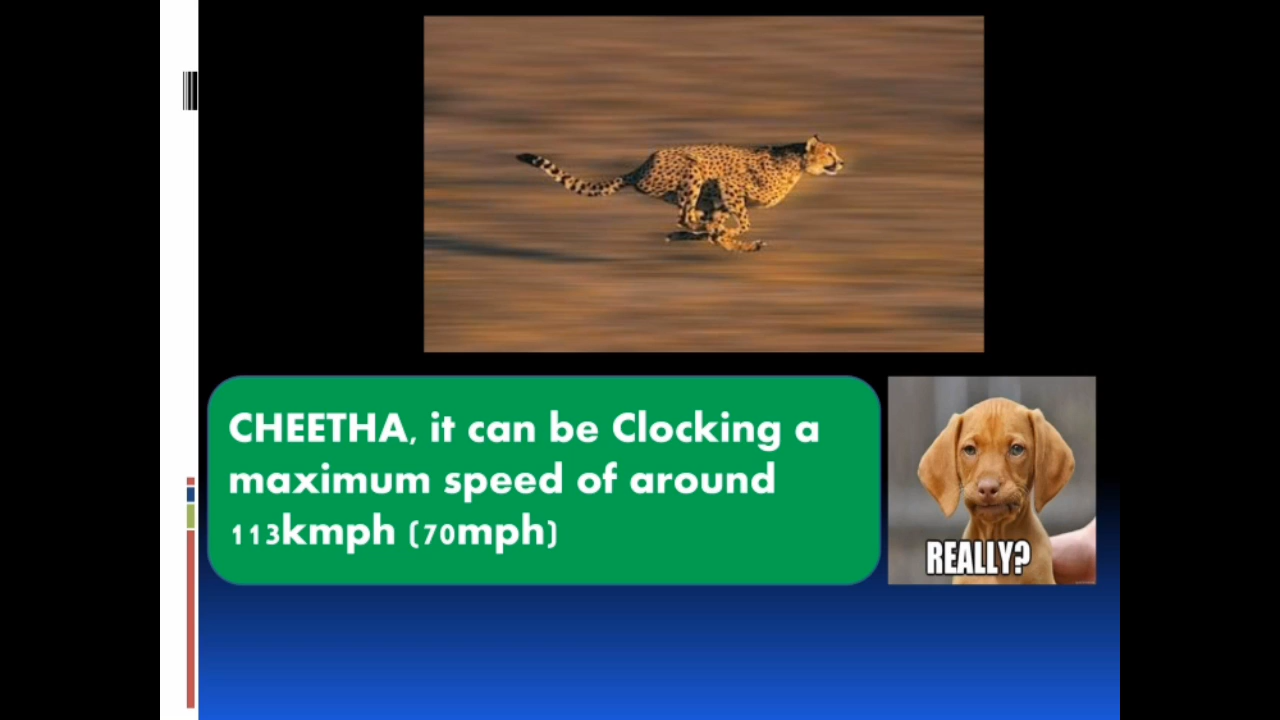 CHEETHA, it can be Clocking a
maximum speed of around
113kmph (70mph)
REALLY?